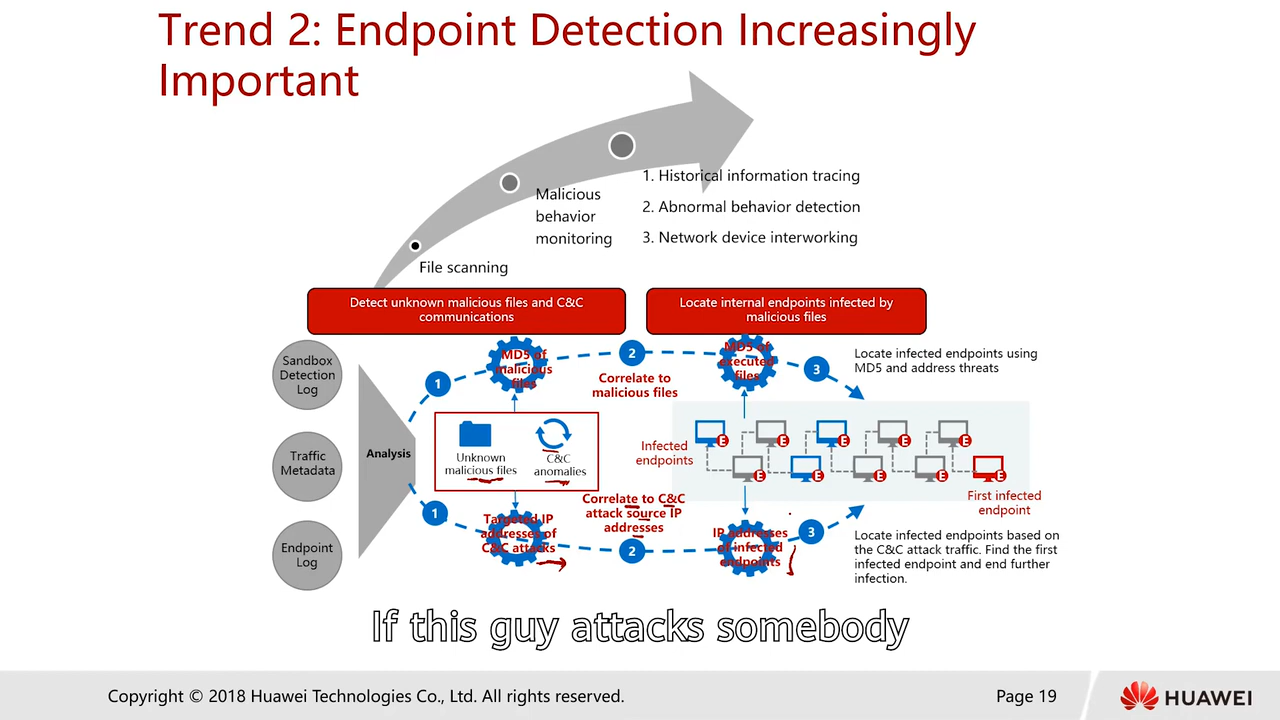 Trend 2: Endpoint Detection Increasingly
Important
1. Historical information tracing
2. Abnormal behavior detection
3. Network device interworking
Malicious
behavior
monitoring
File scanning
Detect unknown malicious files and C&C
communications
Locate internal endpoints infected by
malicious files
Sandbox
Detection
Log
Traffic
Metadata
Endpoint
Log
Analysis
1
MD5 of
malicious
files
2
Correlate to
malicious files
MD5 of
executed
files
3
Locate infected endpoints using
MD5 and address threats
Unknown
malicious files
C&C
anomalies
Infected
endpoints
E
E
E
E
E
E
E
E
E
E
First infected
endpoint
1
Targeted IP
addresses of
C&C attacks
Correlate to C&C
attack source IP
addresses
2
IP addresses
of infected
endpoints
3
Locate infected endpoints based on
the C&C attack traffic. Find the first
infected endpoint and end further
infection.
If this guy attacks somebody
Copyright © 2018 Huawei Technologies Co., Ltd. All rights reserved.
Page 19
HUAWEI